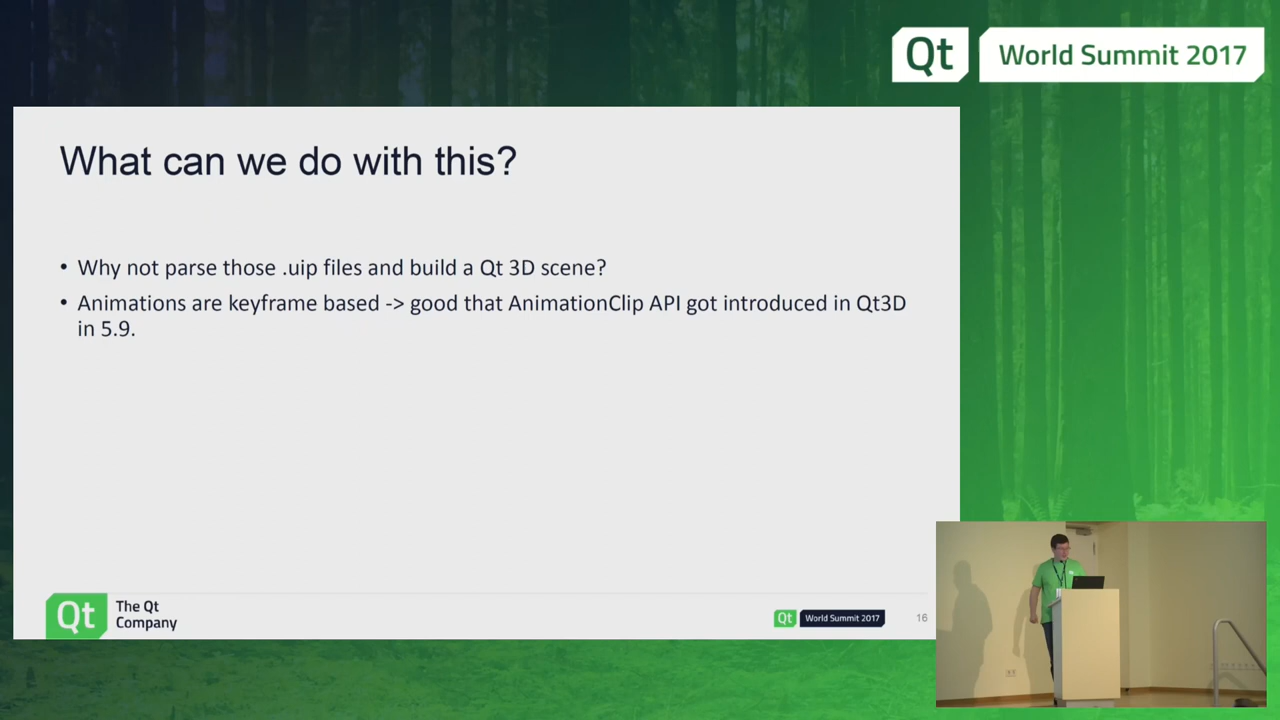 Qt World Summit 2017
What can we do with this?
• Why not parse those .uip files and build a Qt 3D scene?
• Animations are keyframe based -> good that AnimationClip API got introduced in Qt3D
in 5.9.
Qt The Qt
Company
Qt World Summit 2017
16